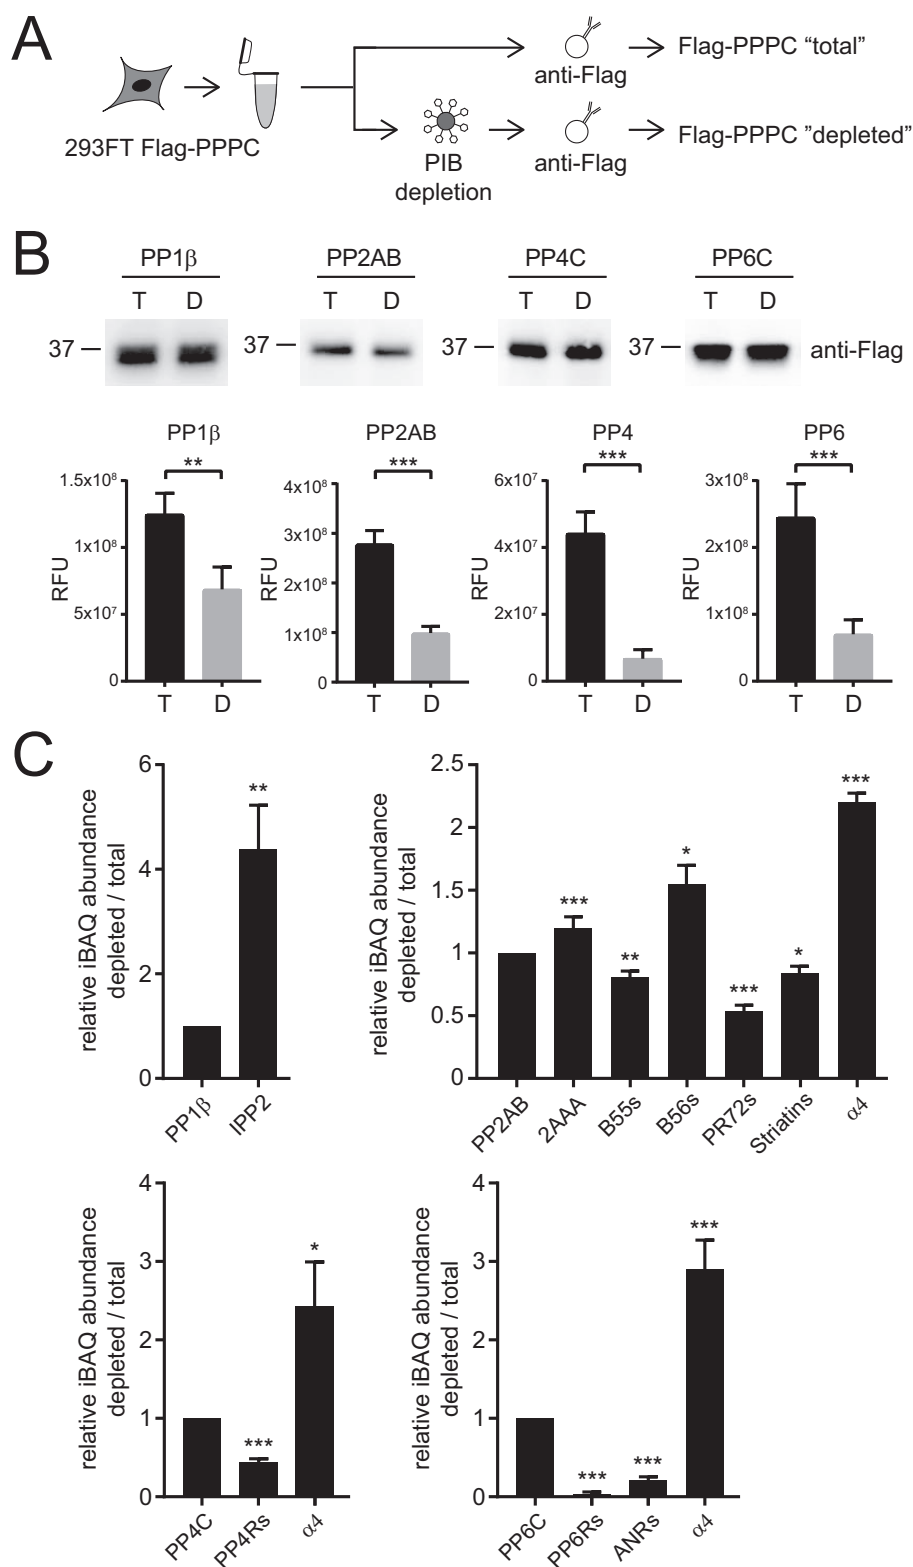 A
293FT Flag-PPPC
anti-Flag
Flag-PPPC “total”
PIB
depletion
anti-Flag
Flag-PPPC ”depleted”
B
PP1β PP2AB PP4C PP6C
T D T D T D T D
37 37 37 37 anti-Flag
PP1β
**
1.5x10⁸
1x10⁸
5x10⁷
0
RFU
T D
PP2AB
***
4x10⁸
3x10⁸
2x10⁸
1x10⁸
0
RFU
T D
PP4
***
6x10⁷
4x10⁷
2x10⁷
0
RFU
T D
PP6
***
3x10⁸
2x10⁸
1x10⁸
0
RFU
T D
C
relative iBAQ abundance
depleted / total
6
4
2
0
**
PP1β IPP2
relative iBAQ abundance
depleted / total
2.5
2
1.5
1
0.5
0
*** ** * *** * ***
PP2AB 2AAA B55s B56s PR72s Striatins α4
relative iBAQ abundance
depleted / total
4
3
2
1
0
*** *
PP4C PP4Rs α4
relative iBAQ abundance
depleted / total
4
3
2
1
0
*** *** ***
PP6C PP6Rs ANRs α4